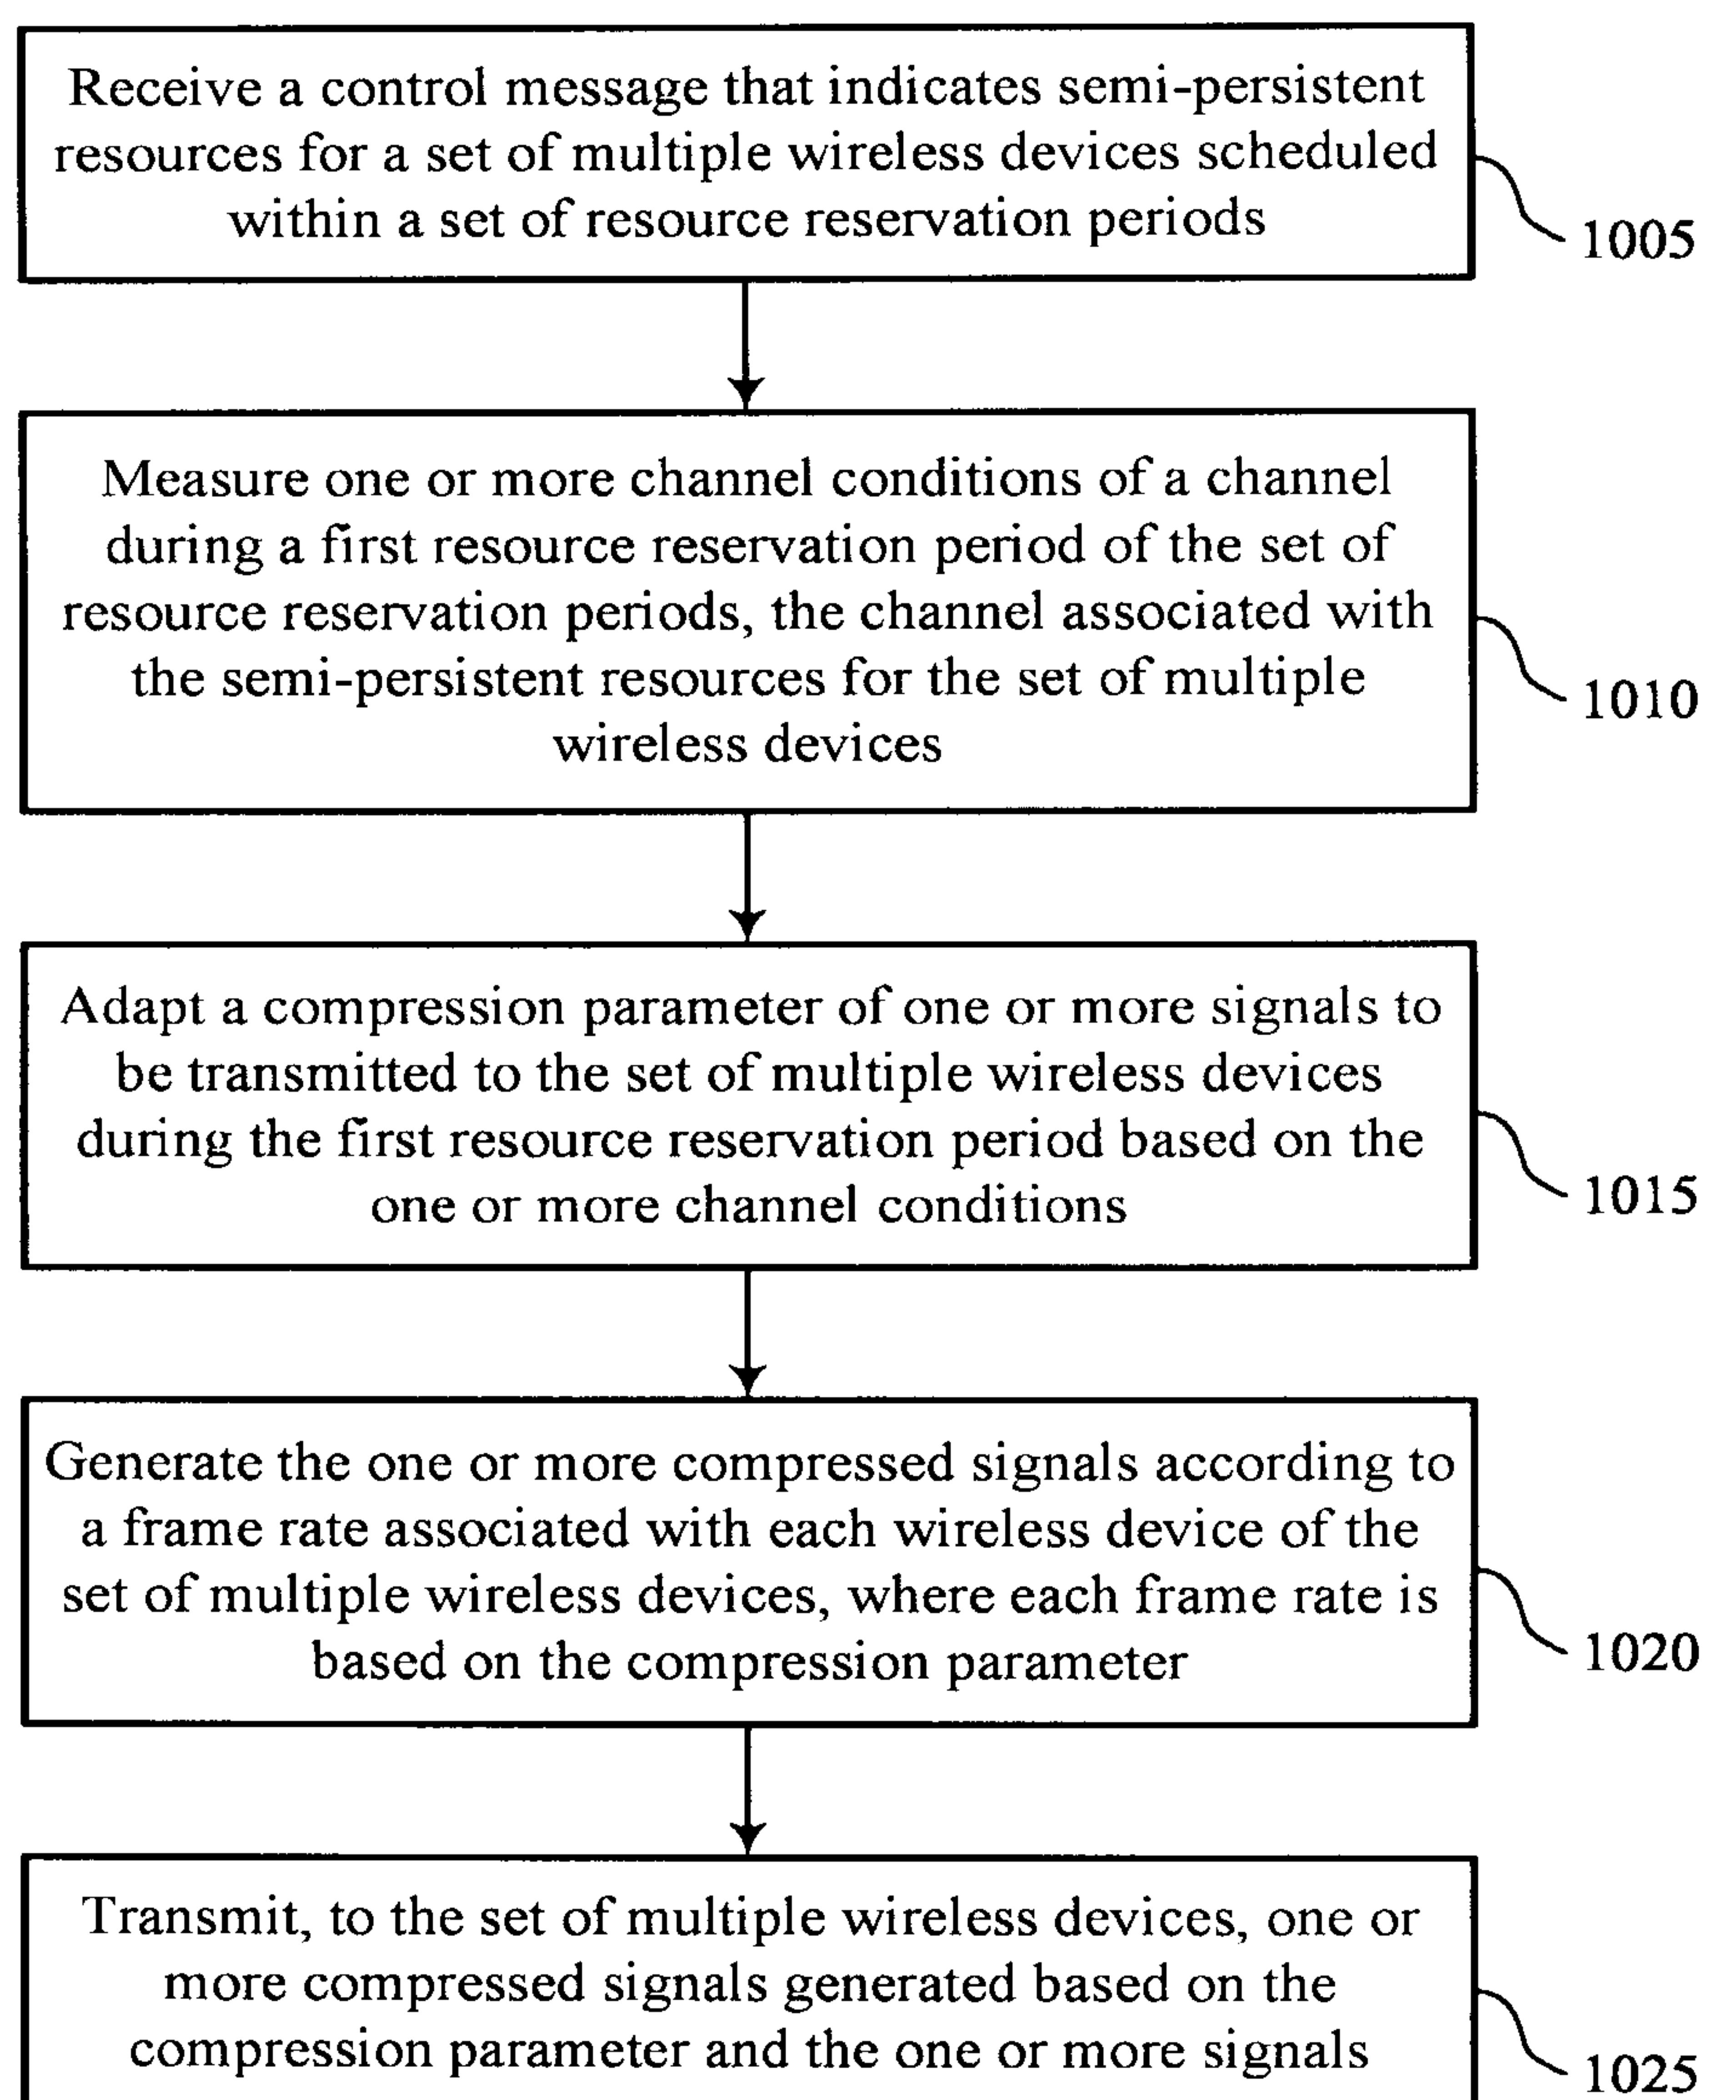 Receive a control message that indicates semi-persistent
resources for a set of multiple wireless devices scheduled
within a set of resource reservation periods
1005
Measure one or more channel conditions of a channel
during a first resource reservation period of the set of
resource reservation periods, the channel associated with
the semi-persistent resources for the set of multiple
wireless devices
1010
Adapt a compression parameter of one or more signals to
be transmitted to the set of multiple wireless devices
during the first resource reservation period based on the
one or more channel conditions
1015
Generate the one or more compressed signals according to
a frame rate associated with each wireless device of the
set of multiple wireless devices, where each frame rate is
based on the compression parameter
1020
Transmit, to the set of multiple wireless devices, one or
more compressed signals generated based on the
compression parameter and the one or more signals
1025